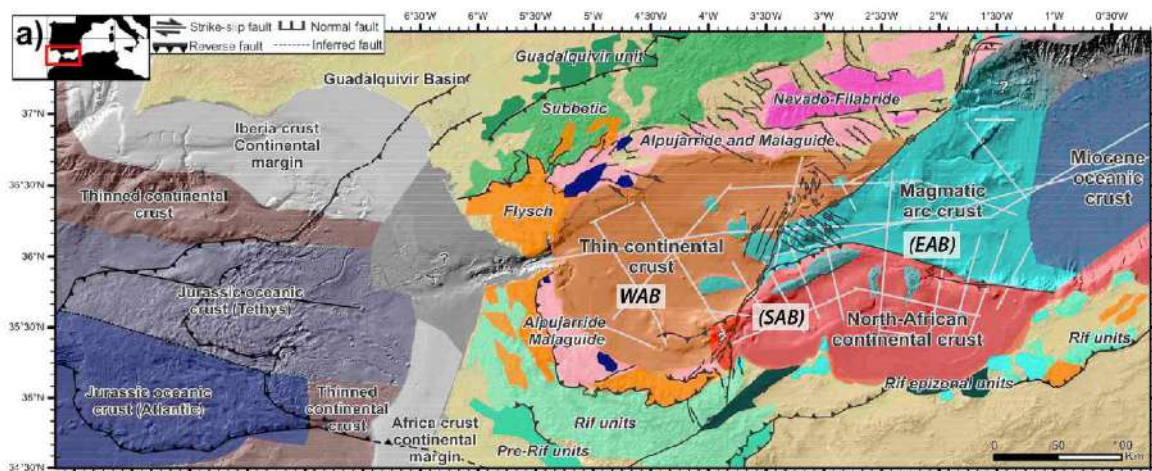 a)
Strike-slip fault
Normal fault
Reverse fault
Inferred fault
6°30'W 6°W 5°30'W 5°W 4°30'W 4°W 3°30'W 3°W 2°30'W 2°W 1°30'W 1°W 0°30'W
37°N
36°30'N
36°N
35°30'N
35°N
34°30'N
Guadalquivir unit
Guadalquivir Basin
Subbetic
Nevado-Filabride
Iberia crust
Continental
margin
Alpujarride and Malaguide
Thinned continental
crust
Flysch
Miocene
oceanic
crust
Magmatic
arc crust
(EAB)
Thin continental
crust
WAB
(SAB)
Jurassic oceanic
crust (Tethys)
Alpujarride
Malaguide
North-African
continental crust
Rif units
Rif epizonal units
Jurassic oceanic
crust (Atlantic)
Thinned
continental
crust
Africa crust
continental
margin
Rif units
Pre-Rif units
?
?
?
0 50 100
Km